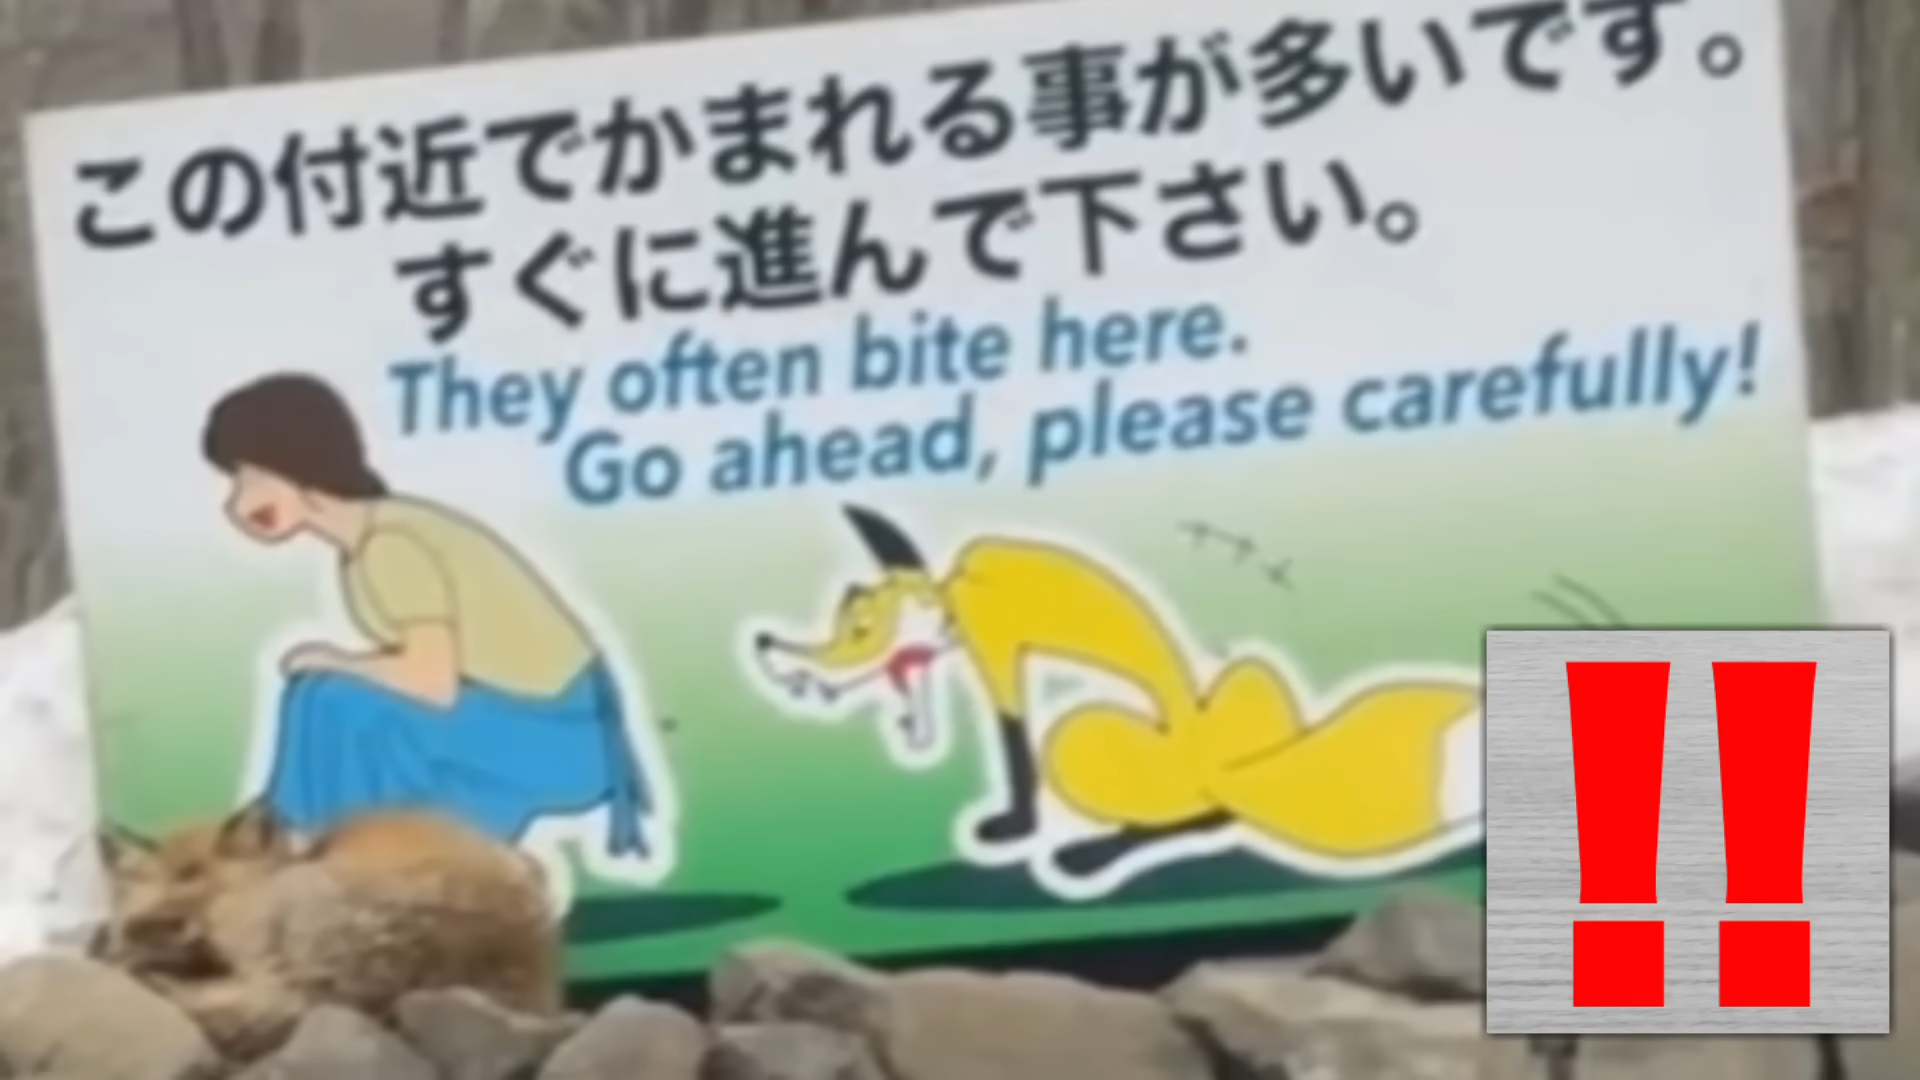 この付近でかまれる事が多いです。
すぐに進んで下さい。
They often bite here.
Go ahead, please carefully!
!!